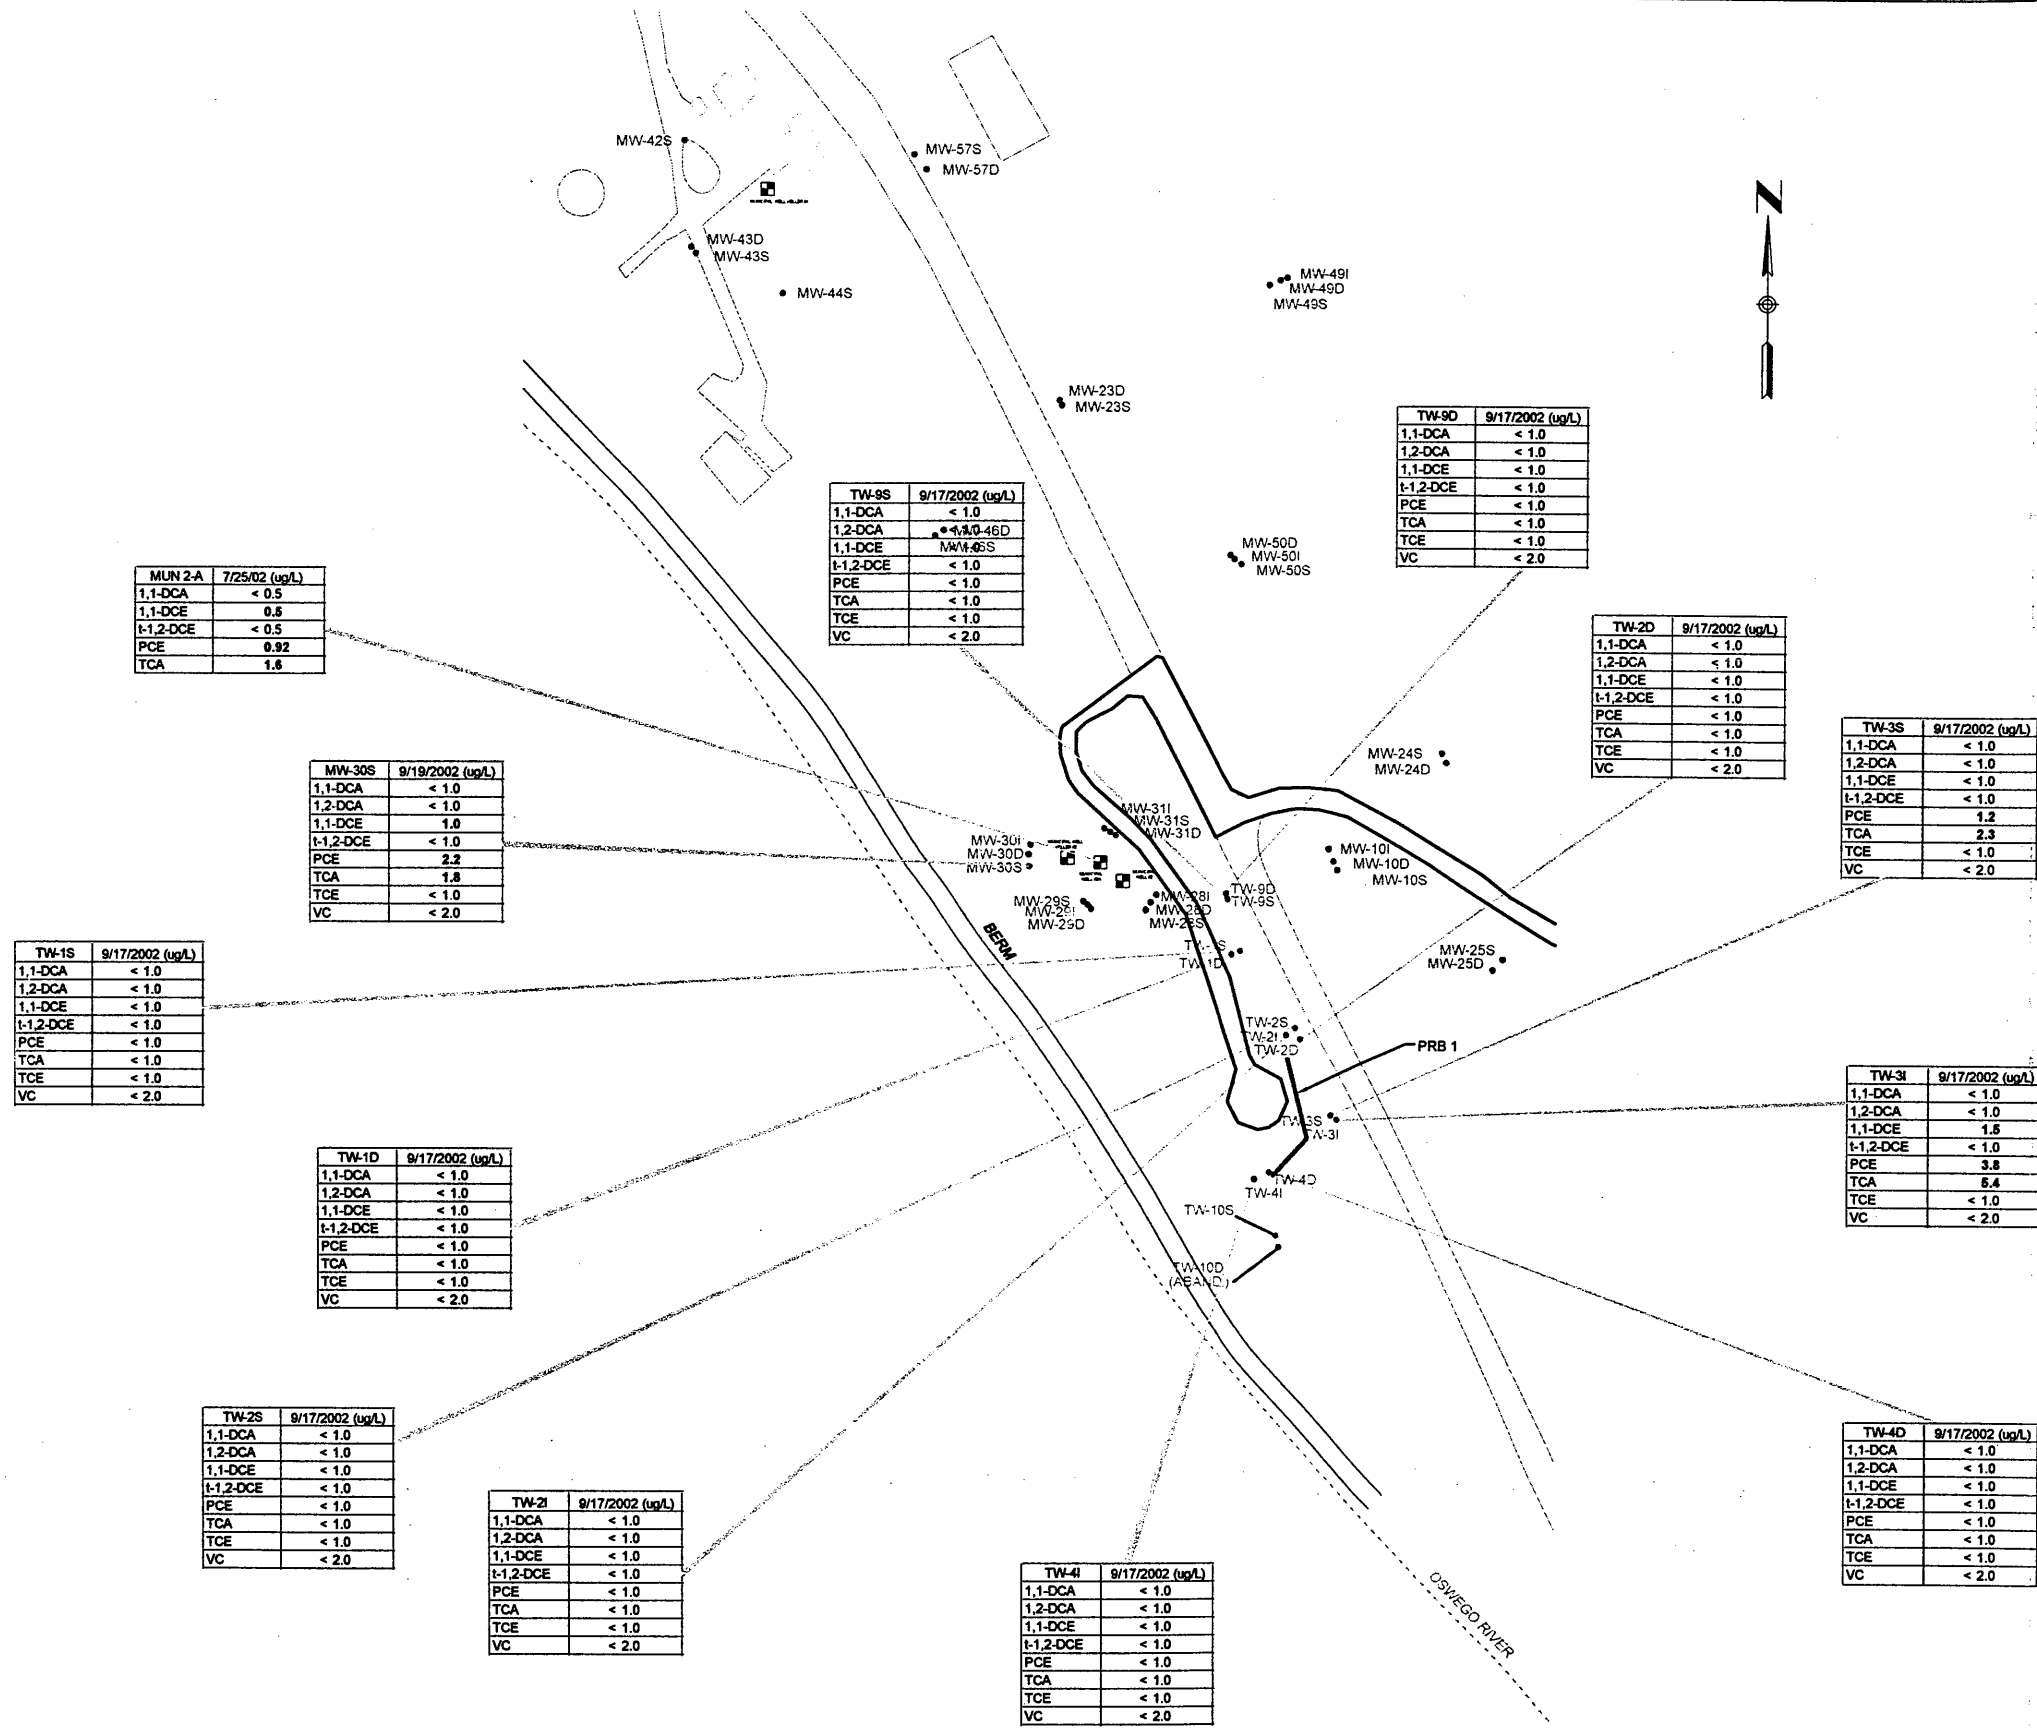 MW-42S
MW-57S
MW-57D
N
MW-43D
MW-43S
MW-44S
MW-49I
MW-49D
MW-49S
MW-23D
MW-23S
TW-9D 9/17/2002 (ug/L)
1,1-DCA < 1.0
1,2-DCA < 1.0
1,1-DCE < 1.0
t-1,2-DCE < 1.0
PCE < 1.0
TCA < 1.0
TCE < 1.0
VC < 2.0
TW-9S 9/17/2002 (ug/L)
1,1-DCA < 1.0
1,2-DCA
MW-46D
1,1-DCE
t-1,2-DCE < 1.0
PCE < 1.0
TCA < 1.0
TCE < 1.0
VC < 2.0
MW-50D
MW-50I
MW-50S
MUN 2-A 7/25/02 (ug/L)
1,1-DCA < 0.5
1,1-DCE 0.5
t-1,2-DCE < 0.5
PCE 0.92
TCA 1.6
TW-2D 9/17/2002 (ug/L)
1,1-DCA < 1.0
1,2-DCA < 1.0
1,1-DCE < 1.0
t-1,2-DCE < 1.0
PCE < 1.0
TCA < 1.0
TCE < 1.0
VC < 2.0
TW-3S 9/17/2002 (ug/L)
1,1-DCA < 1.0
1,2-DCA < 1.0
1,1-DCE < 1.0
t-1,2-DCE < 1.0
PCE 1.2
TCA 2.3
TCE < 1.0
VC < 2.0
MW-24S
MW-24D
MW-30S 9/19/2002 (ug/L)
1,1-DCA < 1.0
1,2-DCA < 1.0
1,1-DCE 1.0
t-1,2-DCE < 1.0
PCE 2.2
TCA 1.8
TCE < 1.0
VC < 2.0
MW-31I
MW-31S
MW-31D
MW-30I
MW-30D
MW-30S
MW-10I
MW-10D
MW-10S
MW-29S
MW-29I
MW-29D
MW-28I
MW-28D
MW-28S
TW-9D
TW-9S
BERM
TW-1S
TW-1D
MW-25S
MW-25D
TW-1S 9/17/2002 (ug/L)
1,1-DCA < 1.0
1,2-DCA < 1.0
1,1-DCE < 1.0
t-1,2-DCE < 1.0
PCE < 1.0
TCA < 1.0
TCE < 1.0
VC < 2.0
TW-2S
TW-2I
TW-2D
PRB 1
TW-3I 9/17/2002 (ug/L)
1,1-DCA < 1.0
1,2-DCA < 1.0
1,1-DCE 1.5
t-1,2-DCE < 1.0
PCE 3.8
TCA 5.4
TCE < 1.0
VC < 2.0
TW-3S
TW-3I
TW-4D
TW-4I
TW-10S
TW-10D
(ABAND.)
TW-1D 9/17/2002 (ug/L)
1,1-DCA < 1.0
1,2-DCA < 1.0
1,1-DCE < 1.0
t-1,2-DCE < 1.0
PCE < 1.0
TCA < 1.0
TCE < 1.0
VC < 2.0
TW-2S 9/17/2002 (ug/L)
1,1-DCA < 1.0
1,2-DCA < 1.0
1,1-DCE < 1.0
t-1,2-DCE < 1.0
PCE < 1.0
TCA < 1.0
TCE < 1.0
VC < 2.0
TW-2I 9/17/2002 (ug/L)
1,1-DCA < 1.0
1,2-DCA < 1.0
1,1-DCE < 1.0
t-1,2-DCE < 1.0
PCE < 1.0
TCA < 1.0
TCE < 1.0
VC < 2.0
TW-4I 9/17/2002 (ug/L)
1,1-DCA < 1.0
1,2-DCA < 1.0
1,1-DCE < 1.0
t-1,2-DCE < 1.0
PCE < 1.0
TCA < 1.0
TCE < 1.0
VC < 2.0
TW-4D 9/17/2002 (ug/L)
1,1-DCA < 1.0
1,2-DCA < 1.0
1,1-DCE < 1.0
t-1,2-DCE < 1.0
PCE < 1.0
TCA < 1.0
TCE < 1.0
VC < 2.0
OSWEGO RIVER